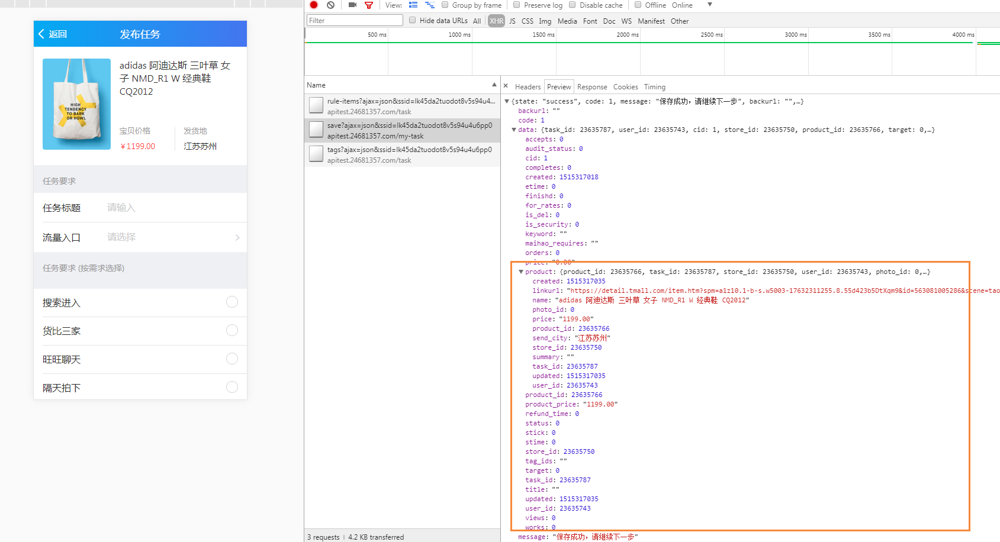 返回
发布任务
HIGH
TENDENCY
TO BARK
OR HOWL
adidas 阿迪达斯 三叶草 女
子 NMD_R1 W 经典鞋
CQ2012
宝贝价格
发货地
¥1199.00
江苏苏州
任务要求
任务标题 请输入
流量入口 请选择
任务要求 (按需求选择)
搜索进入
货比三家
旺旺聊天
隔天拍下
View: Group by frame Preserve log Disable cache Offline Online
Filter Hide data URLs All XHR JS CSS Img Media Font Doc WS Manifest Other
500 ms 1000 ms 1500 ms 2000 ms 2500 ms 3000 ms 3500 ms 4000 ms
Name
rule-items?ajax=json&ssid=lk45da2tuodot8v5s94u4...
apitest.24681357.com/task
save?ajax=json&ssid=lk45da2tuodot8v5s94u4u6pp0
apitest.24681357.com/my-task
tags?ajax=json&ssid=lk45da2tuodot8v5s94u4u6pp0
apitest.24681357.com/task
3 requests | 4.2 KB transferred
× Headers Preview Response Cookies Timing
{state: "success", code: 1, message: "保存成功，请继续下一步", backurl: "",…}
backurl: ""
code: 1
data: {task_id: 23635787, user_id: 23635743, cid: 1, store_id: 23635750, product_id: 23635766, target: 0,…}
accepts: 0
audit_status: 0
cid: 1
completes: 0
created: 1515317018
etime: 0
finishd: 0
for_rates: 0
is_del: 0
is_security: 0
keyword: ""
maihao_requires: ""
orders: 0
price: "0.00"
product: {product_id: 23635766, task_id: 23635787, store_id: 23635750, user_id: 23635743, photo_id: 0,…}
created: 1515317035
linkurl: "https://detail.tmall.com/item.htm?spm=a1z10.1-b-s.w5003-17632311255.8.55d423b5DtXqm9&id=563081005286&scene=tao
name: "adidas 阿迪达斯 三叶草 女子 NMD_R1 W 经典鞋 CQ2012"
photo_id: 0
price: "1199.00"
product_id: 23635766
send_city: "江苏苏州"
store_id: 23635750
summary: ""
task_id: 23635787
updated: 1515317035
user_id: 23635743
product_id: 23635766
product_price: "1199.00"
refund_time: 0
status: 0
stick: 0
stime: 0
store_id: 23635750
tag_ids: ""
target: 0
task_id: 23635787
title: ""
updated: 1515317035
user_id: 23635743
views: 0
works: 0
message: "保存成功，请继续下一步"